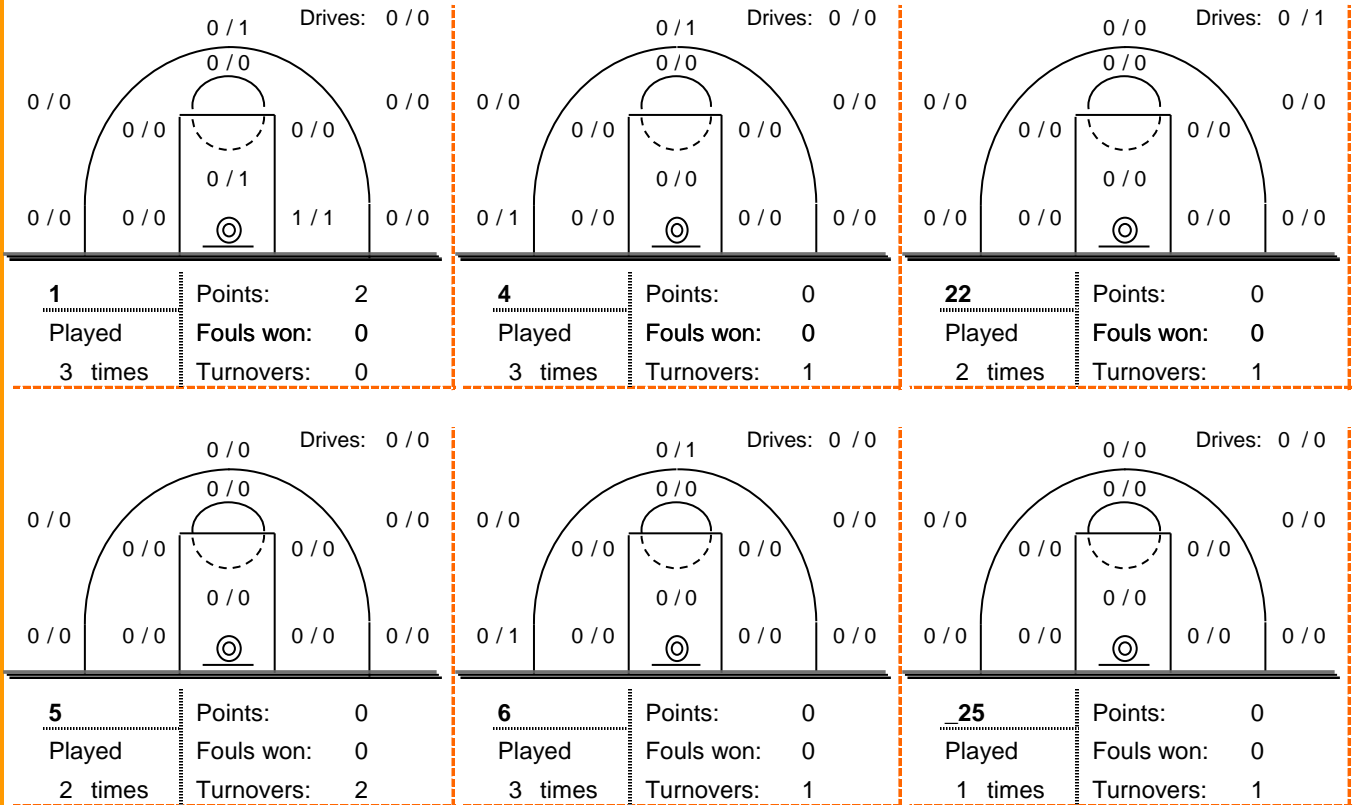 Drives: 0 / 0
0 / 1
0 / 0
0 / 0
0 / 0
0 / 0
0 / 0
0 / 1
0 / 0
0 / 0
1 / 1
0 / 0
1
Points: 2
Played
Fouls won: 0
3 times
Turnovers: 0
Drives: 0 / 0
0 / 1
0 / 0
0 / 0
0 / 0
0 / 0
0 / 0
0 / 0
0 / 1
0 / 0
0 / 0
0 / 0
4
Points: 0
Played
Fouls won: 0
3 times
Turnovers: 1
Drives: 0 / 1
0 / 0
0 / 0
0 / 0
0 / 0
0 / 0
0 / 0
0 / 0
0 / 0
0 / 0
0 / 0
0 / 0
22
Points: 0
Played
Fouls won: 0
2 times
Turnovers: 1
Drives: 0 / 0
0 / 0
0 / 0
0 / 0
0 / 0
0 / 0
0 / 0
0 / 0
0 / 0
0 / 0
0 / 0
0 / 0
5
Points: 0
Played
Fouls won: 0
2 times
Turnovers: 2
Drives: 0 / 0
0 / 1
0 / 0
0 / 0
0 / 0
0 / 0
0 / 0
0 / 0
0 / 1
0 / 0
0 / 0
0 / 0
6
Points: 0
Played
Fouls won: 0
3 times
Turnovers: 1
Drives: 0 / 0
0 / 0
0 / 0
0 / 0
0 / 0
0 / 0
0 / 0
0 / 0
0 / 0
0 / 0
0 / 0
0 / 0
_25
Points: 0
Played
Fouls won: 0
1 times
Turnovers: 1